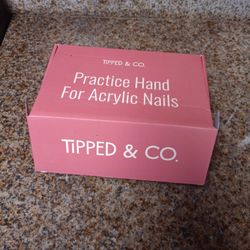 TIPPED & CO.
Practice Hand
For Acrylic Nails
TIPPED & CO.